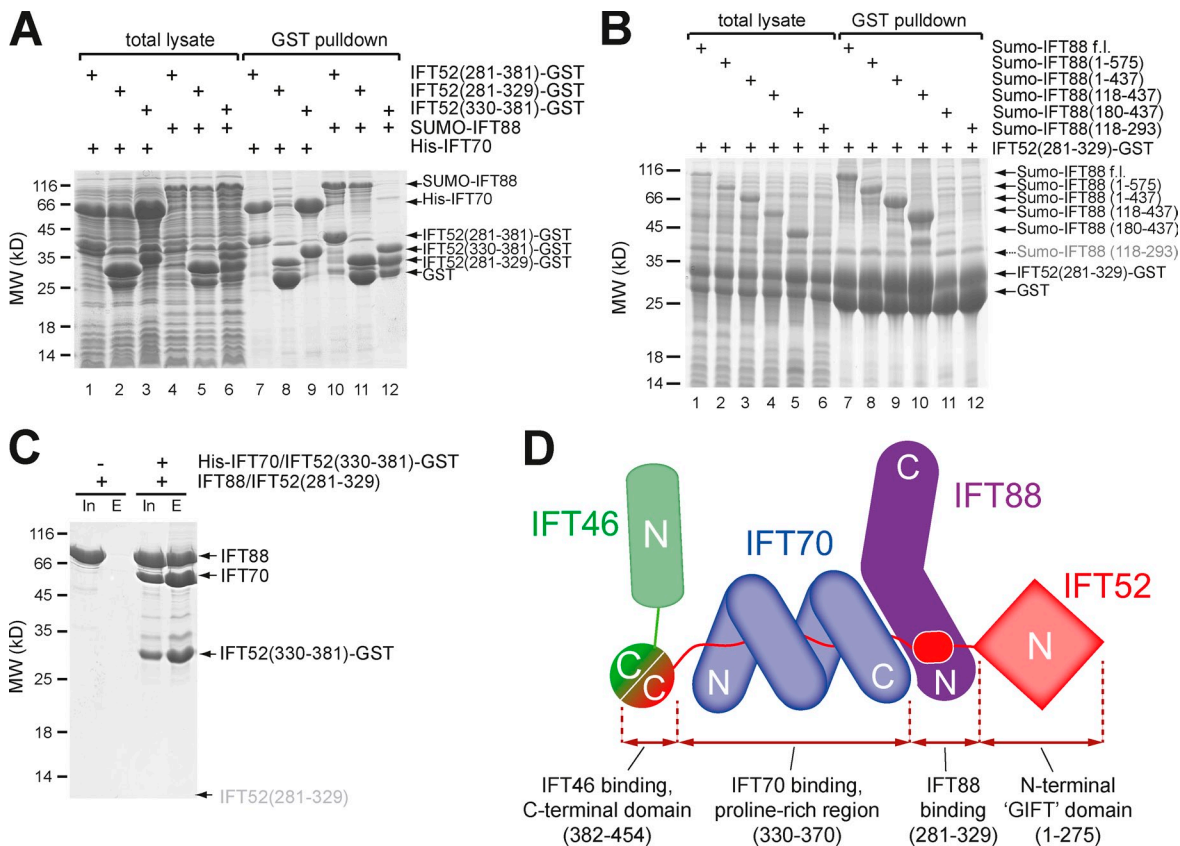 A
total lysate GST pulldown
+ + + + IFT52(281-381)-GST
+ + + + IFT52(281-329)-GST
+ + + + IFT52(330-381)-GST
+ + + + + + SUMO-IFT88
+ + + + + + His-IFT70
MW (kD)
116
66
45
35
25
18
14
SUMO-IFT88
His-IFT70
IFT52(281-381)-GST
IFT52(330-381)-GST
IFT52(281-329)-GST
GST
1 2 3 4 5 6 7 8 9 10 11 12
B
total lysate GST pulldown
+ + Sumo-IFT88 f.l.
+ + Sumo-IFT88(1-575)
+ + Sumo-IFT88(1-437)
+ + Sumo-IFT88(118-437)
+ + Sumo-IFT88(180-437)
+ + Sumo-IFT88(118-293)
+ + + + + + + + + + + + IFT52(281-329)-GST
MW (kD)
116
66
45
35
25
18
14
Sumo-IFT88 f.l.
Sumo-IFT88 (1-575)
Sumo-IFT88 (1-437)
Sumo-IFT88 (118-437)
Sumo-IFT88 (180-437)
Sumo-IFT88 (118-293)
IFT52(281-329)-GST
GST
1 2 3 4 5 6 7 8 9 10 11 12
C
- + His-IFT70/IFT52(330-381)-GST
+ + IFT88/IFT52(281-329)
In E In E
MW (kD)
116
66
45
35
25
18
14
IFT88
IFT70
IFT52(330-381)-GST
IFT52(281-329)
D
IFT46
N
C
C
IFT70
N
C
IFT88
C
N
IFT52
N
IFT46 binding,
C-terminal domain
(382-454)
IFT70 binding,
proline-rich region
(330-370)
IFT88
binding
(281-329)
N-terminal
‘GIFT’ domain
(1-275)